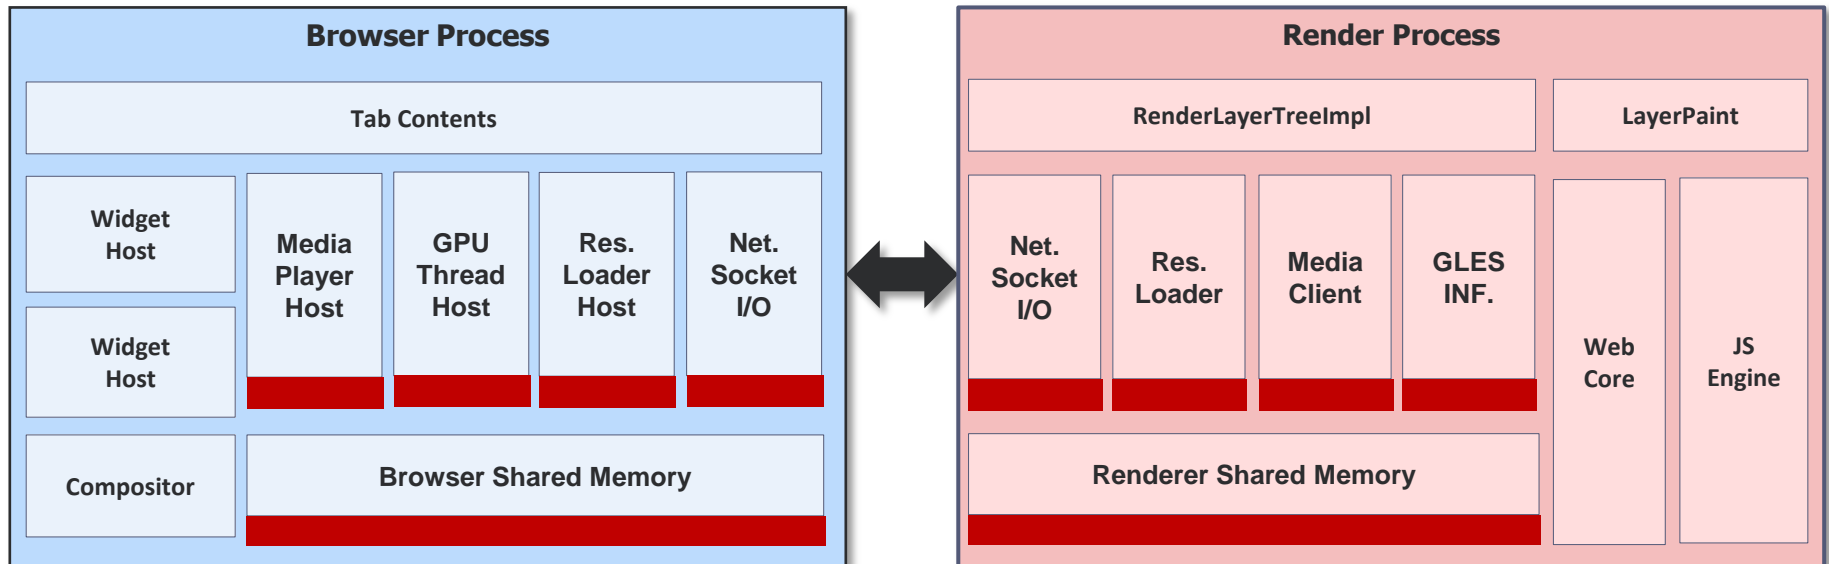 Browser Process
Tab Contents
Widget
Host
Widget
Host
Compositor
Media
Player
Host
GPU
Thread
Host
Res.
Loader
Host
Net.
Socket
I/O
Browser Shared Memory
Render Process
RenderLayerTreeImpl
LayerPaint
Net.
Socket
I/O
Res.
Loader
Media
Client
GLES
INF.
Renderer Shared Memory
Web
Core
JS
Engine